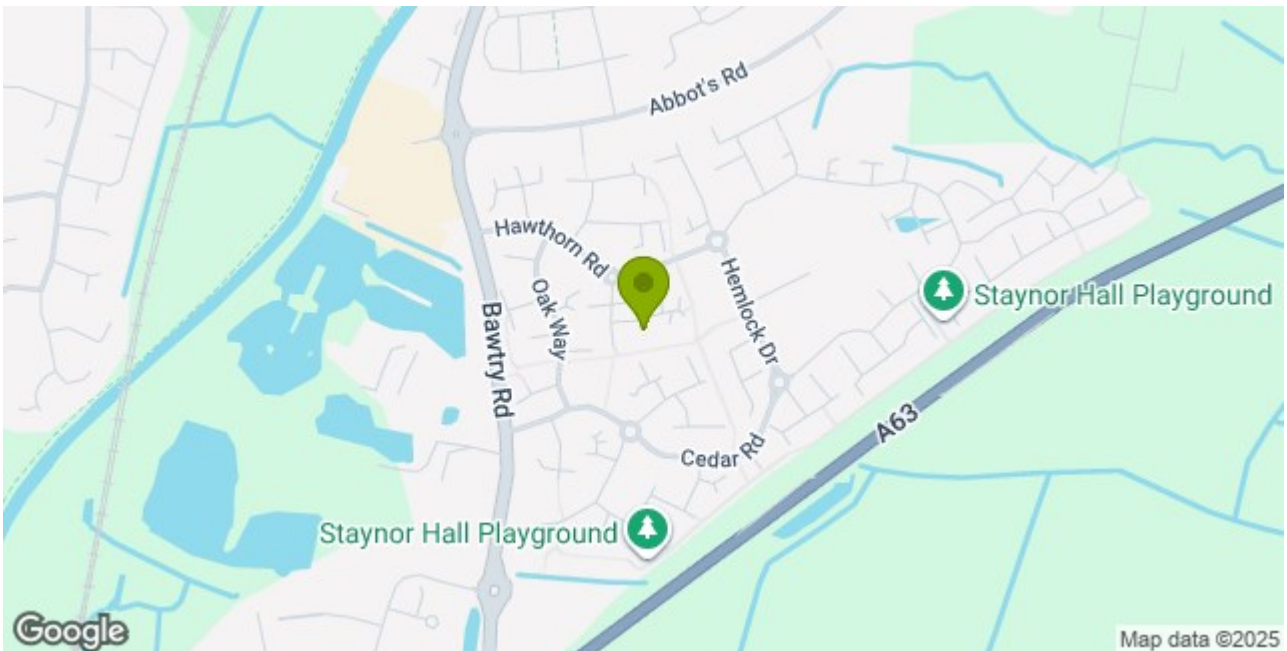 Abbot's Rd
Hawthorn Rd
Oak Way
Hemlock Dr
Staynor Hall Playground
Bawtry Rd
A63
Cedar Rd
Staynor Hall Playground
Google
Map data ©2025